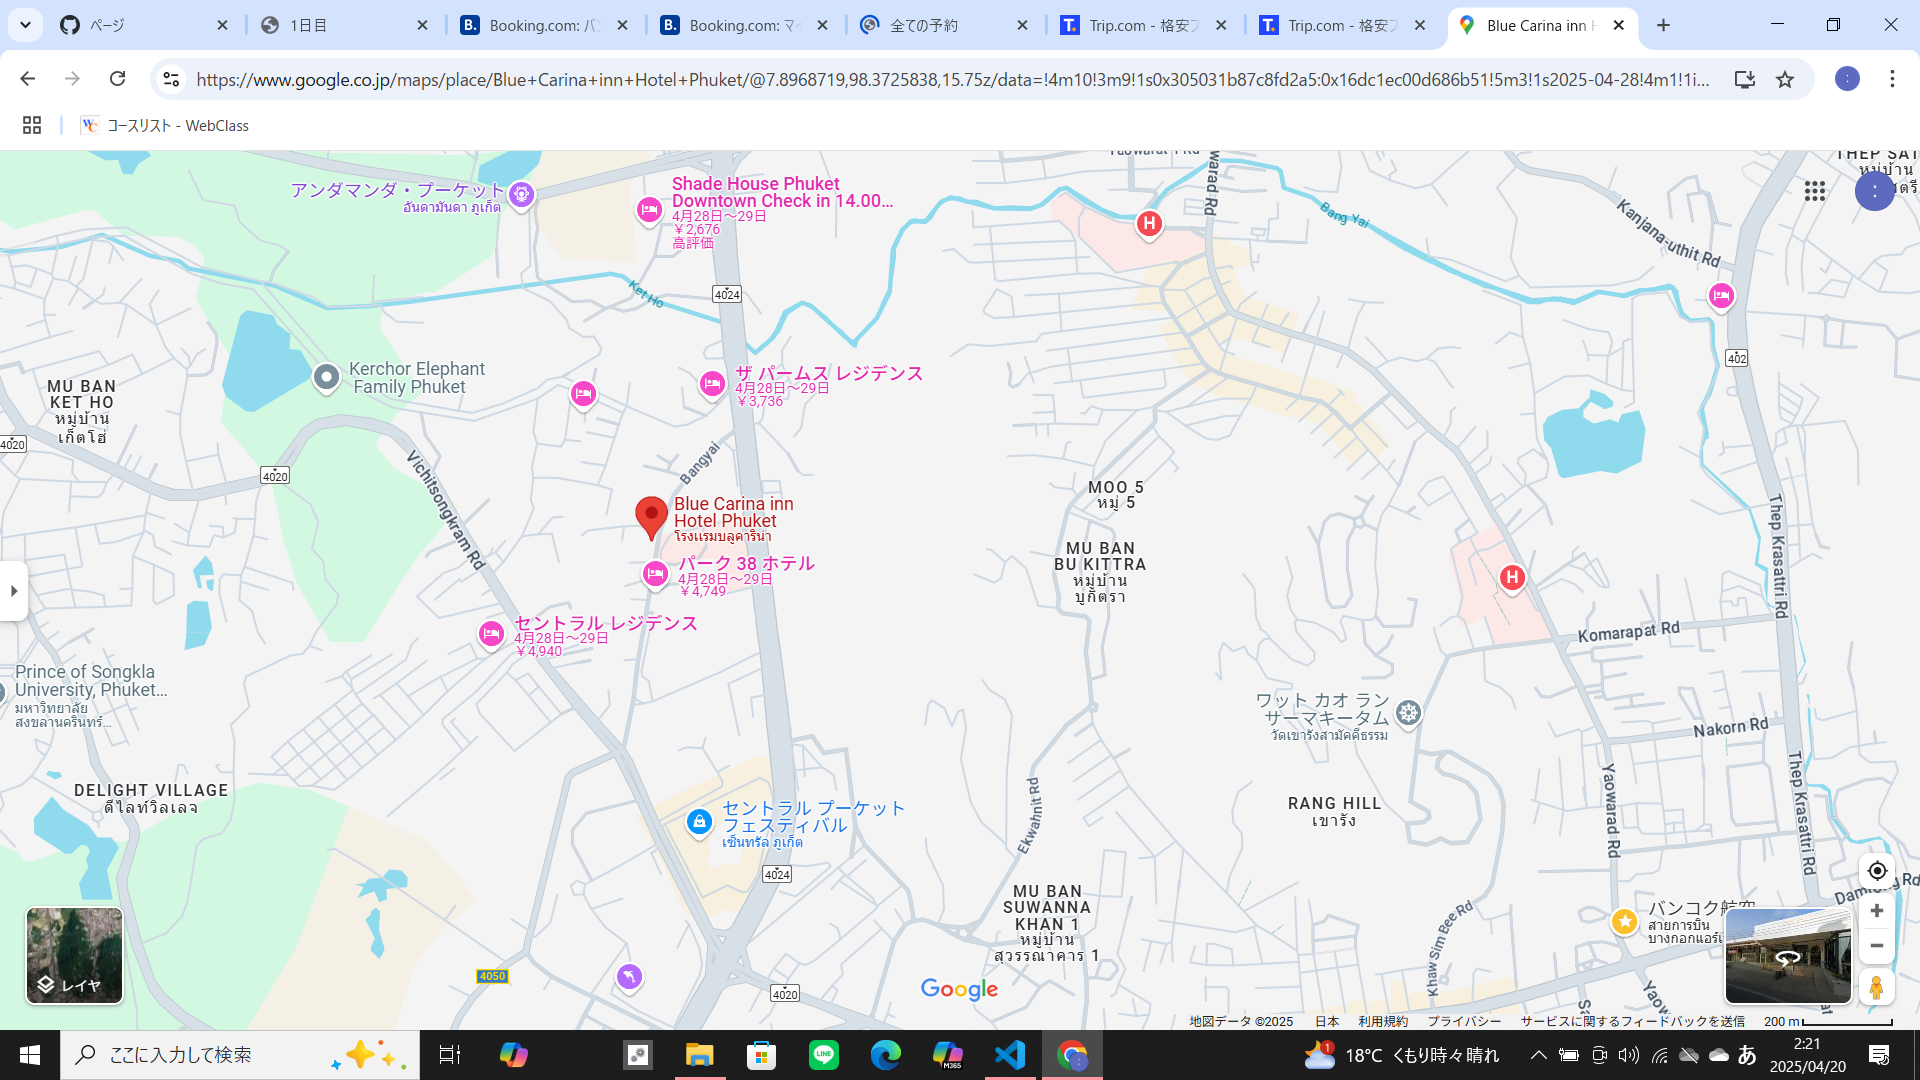 ページ
1日目
Booking.com: バン
Booking.com: マイ
全ての予約
Trip.com - 格安フ
Trip.com - 格安フ
Blue Carina inn H
https://www.google.co.jp/maps/place/Blue+Carina+inn+Hotel+Phuket/@7.8968719,98.3725838,15.75z/data=!4m10!3m9!1s0x305031b87c8fd2a5:0x16dc1ec00d686b51!5m3!1s2025-04-28!4m1!1i...
コースリスト - WebClass
アンダマンダ・プーケット
อันดามันดา ภูเก็ต
Shade House Phuket
Downtown Check in 14.00...
4月28日～29日
￥2,676
高評価
Ket Ho
4024
Yaowarat 1 Rd
warad Rd
H
Bang Yai
Kanjana-uthit Rd
THEP SAT
หมู่บ้าน
สตรี
402
Kerchor Elephant
Family Phuket
ザ パームス レジデンス
4月28日～29日
￥3,736
MU BAN
KET HO
หมู่บ้าน
เก็ตโฮ่
4020
4020
Vichitsongkram Rd
Bangyai
Blue Carina inn
Hotel Phuket
โรงแรมบลูคาริน่า
パーク 38 ホテル
4月28日～29日
￥4,749
セントラル レジデンス
4月28日～29日
￥4,940
MOO 5
หมู่ 5
MU BAN
BU KITTRA
หมู่บ้าน
บูกิตรา
H
Thep Krasattri Rd
Komarapat Rd
Prince of Songkla
University, Phuket...
มหาวิทยาลัย
สงขลานครินทร์...
ワット カオ ラン
サーマキータム
วัดเขารังสามัคคีธรรม
Nakorn Rd
DELIGHT VILLAGE
ดีไลท์วิลเลจ
セントラル プーケット
フェスティバル
เซ็นทรัล ภูเก็ต
Ekwahnit Rd
RANG HILL
เขารัง
Yaowarad Rd
Thep Krasattri Rd
4024
MU BAN
SUWANNA
KHAN 1
หมู่บ้าน
สุวรรณาคาร 1
Khaw Sim Bee Rd
バンコク航空
สายการบิน
บางกอกแอร์เ
レイヤ
4050
4020
Google
地図データ ©2025
日本
利用規約
プライバシー
サービスに関するフィードバックを送信
200 m
ここに入力して検索
LINE
M365
1
18°C くもり時々晴れ
あ
2:21
2025/04/20